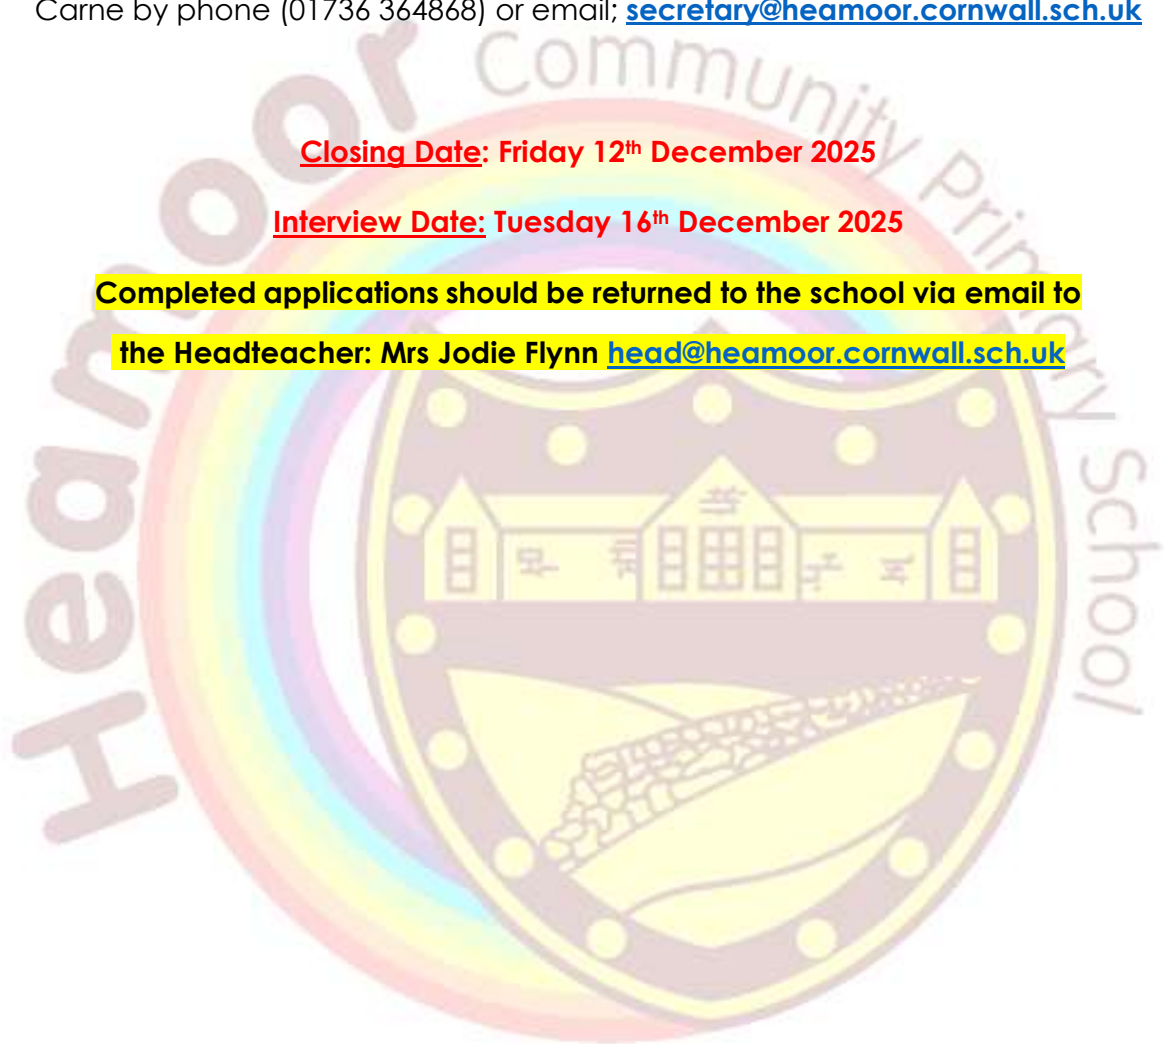 Carne by phone (01736 364868) or email; secretary@heamoor.cornwall.sch.uk
Closing Date: Friday 12th December 2025
Interview Date: Tuesday 16th December 2025
Completed applications should be returned to the school via email to
the Headteacher: Mrs Jodie Flynn head@heamoor.cornwall.sch.uk
Heamoor Community Primary School